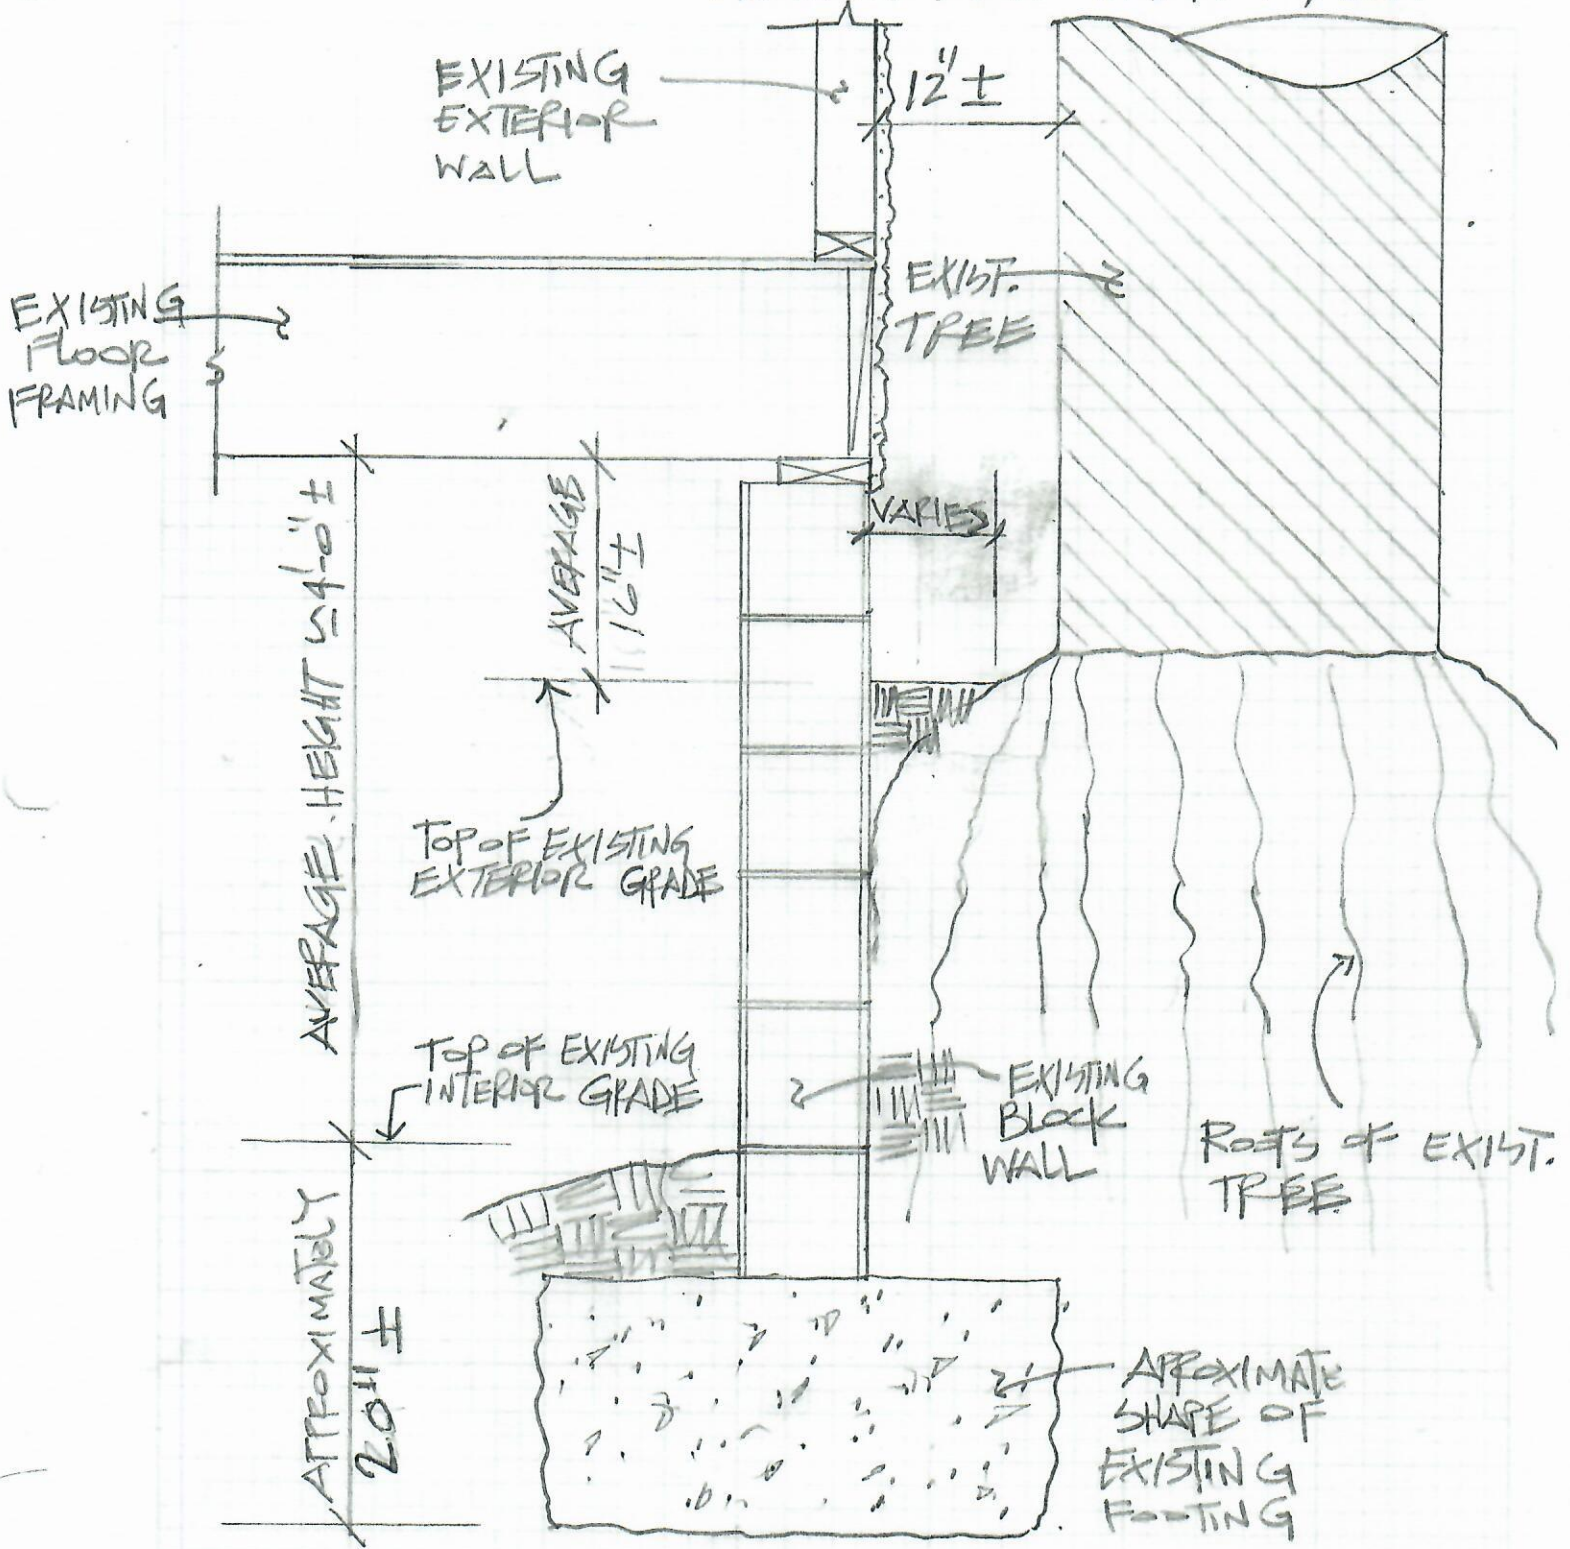 EXISTING
EXTERIOR
WALL
12" ±
EXIST.
TREE
EXISTING
FLOOR
FRAMING
AVERAGE
16" ±
VARIES
AVERAGE HEIGHT ≤ 4'-0" ±
TOP OF EXISTING
EXTERIOR GRADE
TOP OF EXISTING
INTERIOR GRADE
EXISTING
BLOCK
WALL
ROOTS OF EXIST.
TREE
APPROXIMATELY
20" ±
APROXIMATE
SHAPE OF
EXISTING
FOOTING